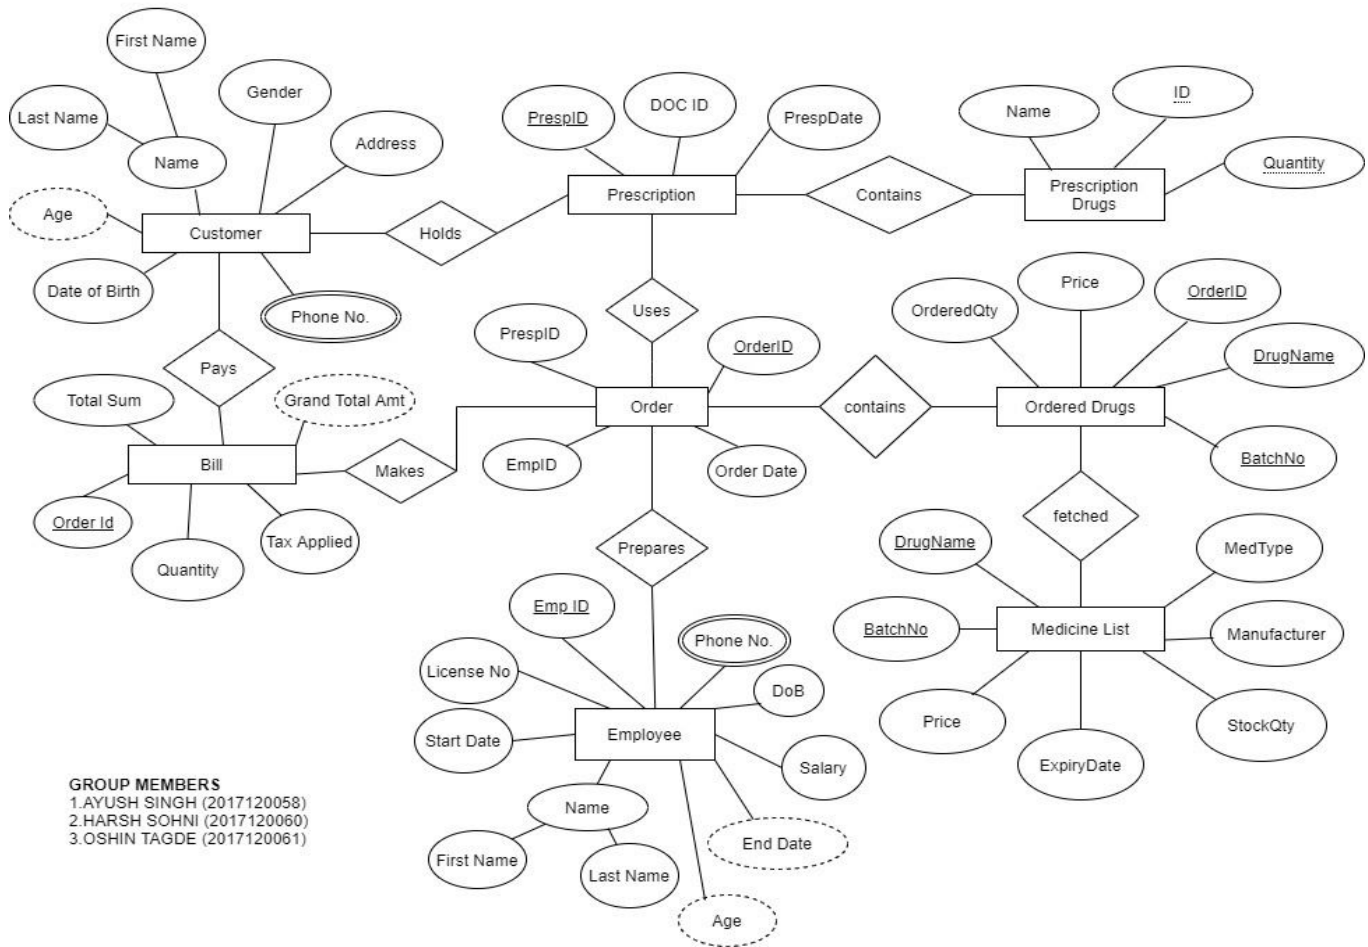 First Name
Last Name
Name
Gender
Address
Age
Customer
Date of Birth
Phone No.
Holds
PrespID
DOC ID
PrespDate
Prescription
Contains
Name
ID
Quantity
Prescription
Drugs
Pays
Uses
Total Sum
Grand Total Amt
Bill
Order Id
Quantity
Tax Applied
Makes
PrespID
OrderID
Order
EmpID
Order Date
contains
OrderedQty
Price
OrderID
DrugName
Ordered Drugs
BatchNo
fetched
Prepares
DrugName
MedType
BatchNo
Medicine List
Manufacturer
Price
ExpiryDate
StockQty
Emp ID
Phone No.
License No
DoB
Start Date
Employee
Salary
Name
End Date
First Name
Last Name
Age
GROUP MEMBERS
1.AYUSH SINGH (2017120058)
2.HARSH SOHNI (2017120060)
3.OSHIN TAGDE (2017120061)